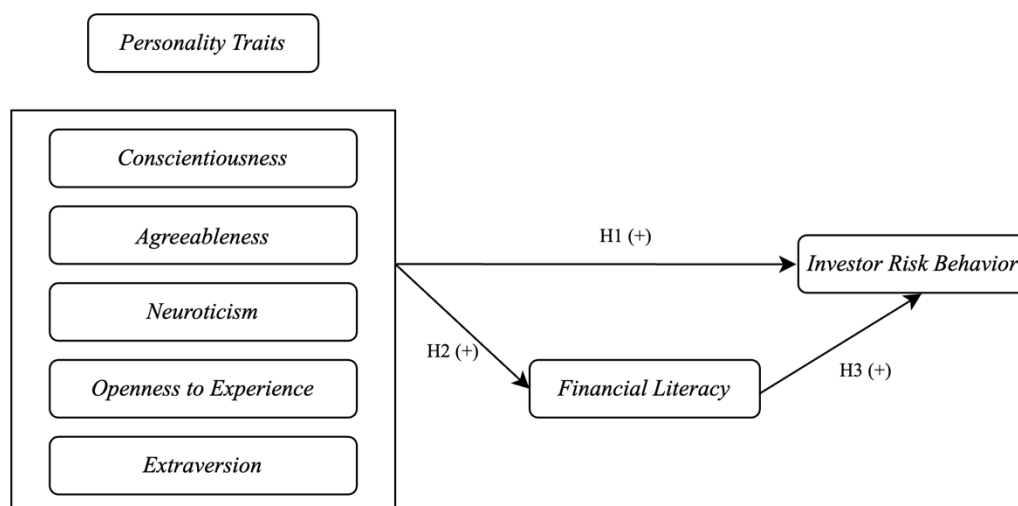 Personality Traits
Conscientiousness
Agreeableness
Neuroticism
Openness to Experience
Extraversion
H1 (+)
Investor Risk Behavior
H2 (+)
Financial Literacy
H3 (+)